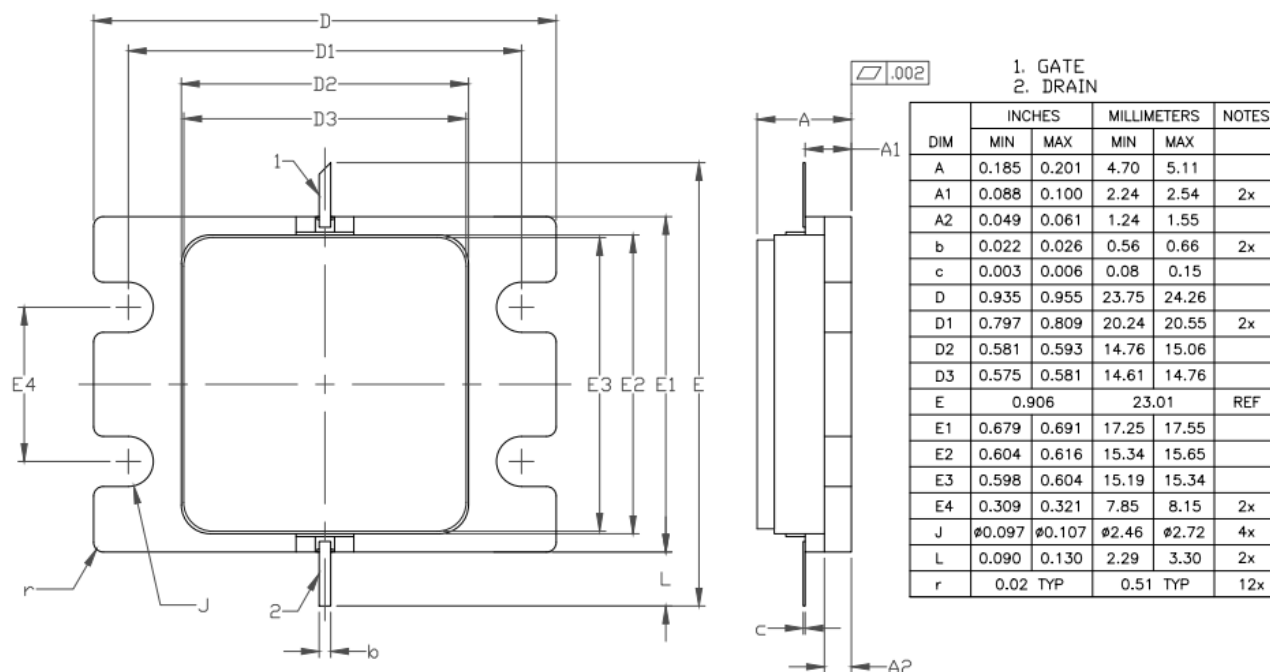 D
D1
D2
D3
1
E4
E3
E2
E1
E
r
J
2
b
L
.002
A
A1
c
A2
1. GATE
2. DRAIN
INCHES MILLIMETERS NOTES
DIM MIN MAX MIN MAX
A 0.185 0.201 4.70 5.11
A1 0.088 0.100 2.24 2.54 2x
A2 0.049 0.061 1.24 1.55
b 0.022 0.026 0.56 0.66 2x
c 0.003 0.006 0.08 0.15
D 0.935 0.955 23.75 24.26
D1 0.797 0.809 20.24 20.55 2x
D2 0.581 0.593 14.76 15.06
D3 0.575 0.581 14.61 14.76
E 0.906 23.01 REF
E1 0.679 0.691 17.25 17.55
E2 0.604 0.616 15.34 15.65
E3 0.598 0.604 15.19 15.34
E4 0.309 0.321 7.85 8.15 2x
J ø0.097 ø0.107 ø2.46 ø2.72 4x
L 0.090 0.130 2.29 3.30 2x
r 0.02 TYP 0.51 TYP 12x